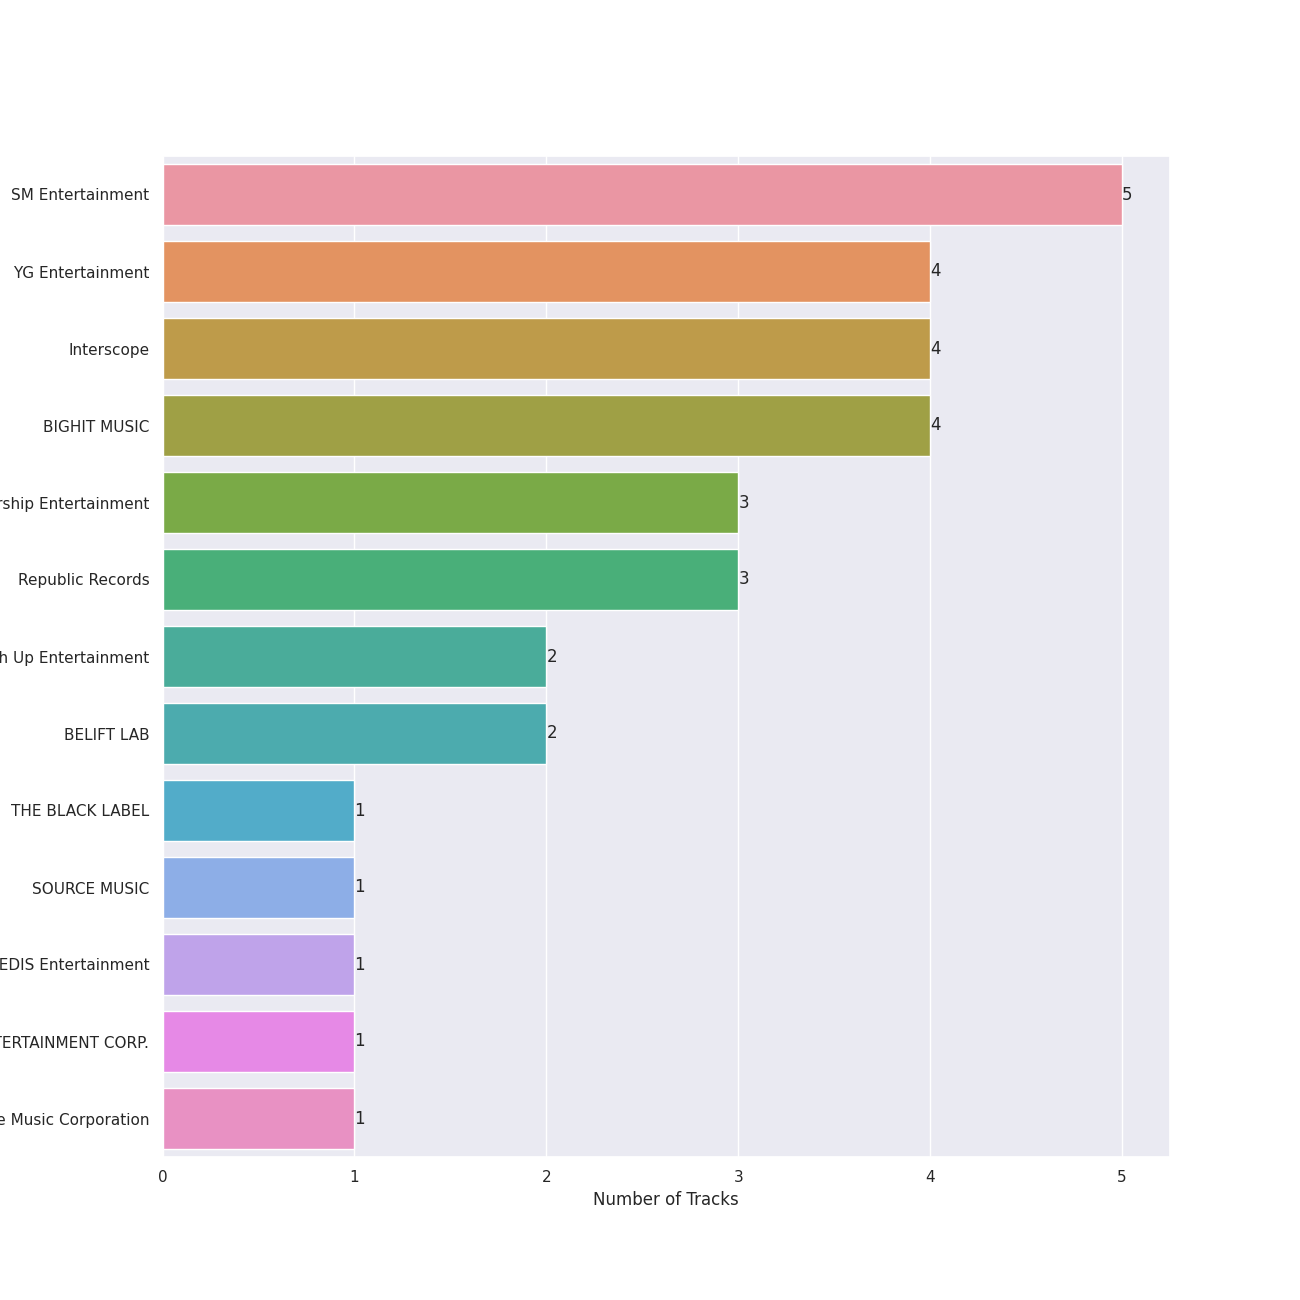 SM Entertainment 5
YG Entertainment 4
Interscope 4
BIGHIT MUSIC 4
rship Entertainment 3
Republic Records 3
h Up Entertainment 2
BELIFT LAB 2
THE BLACK LABEL 1
SOURCE MUSIC 1
EDIS Entertainment 1
TERTAINMENT CORP. 1
e Music Corporation 1
0 1 2 3 4 5
Number of Tracks